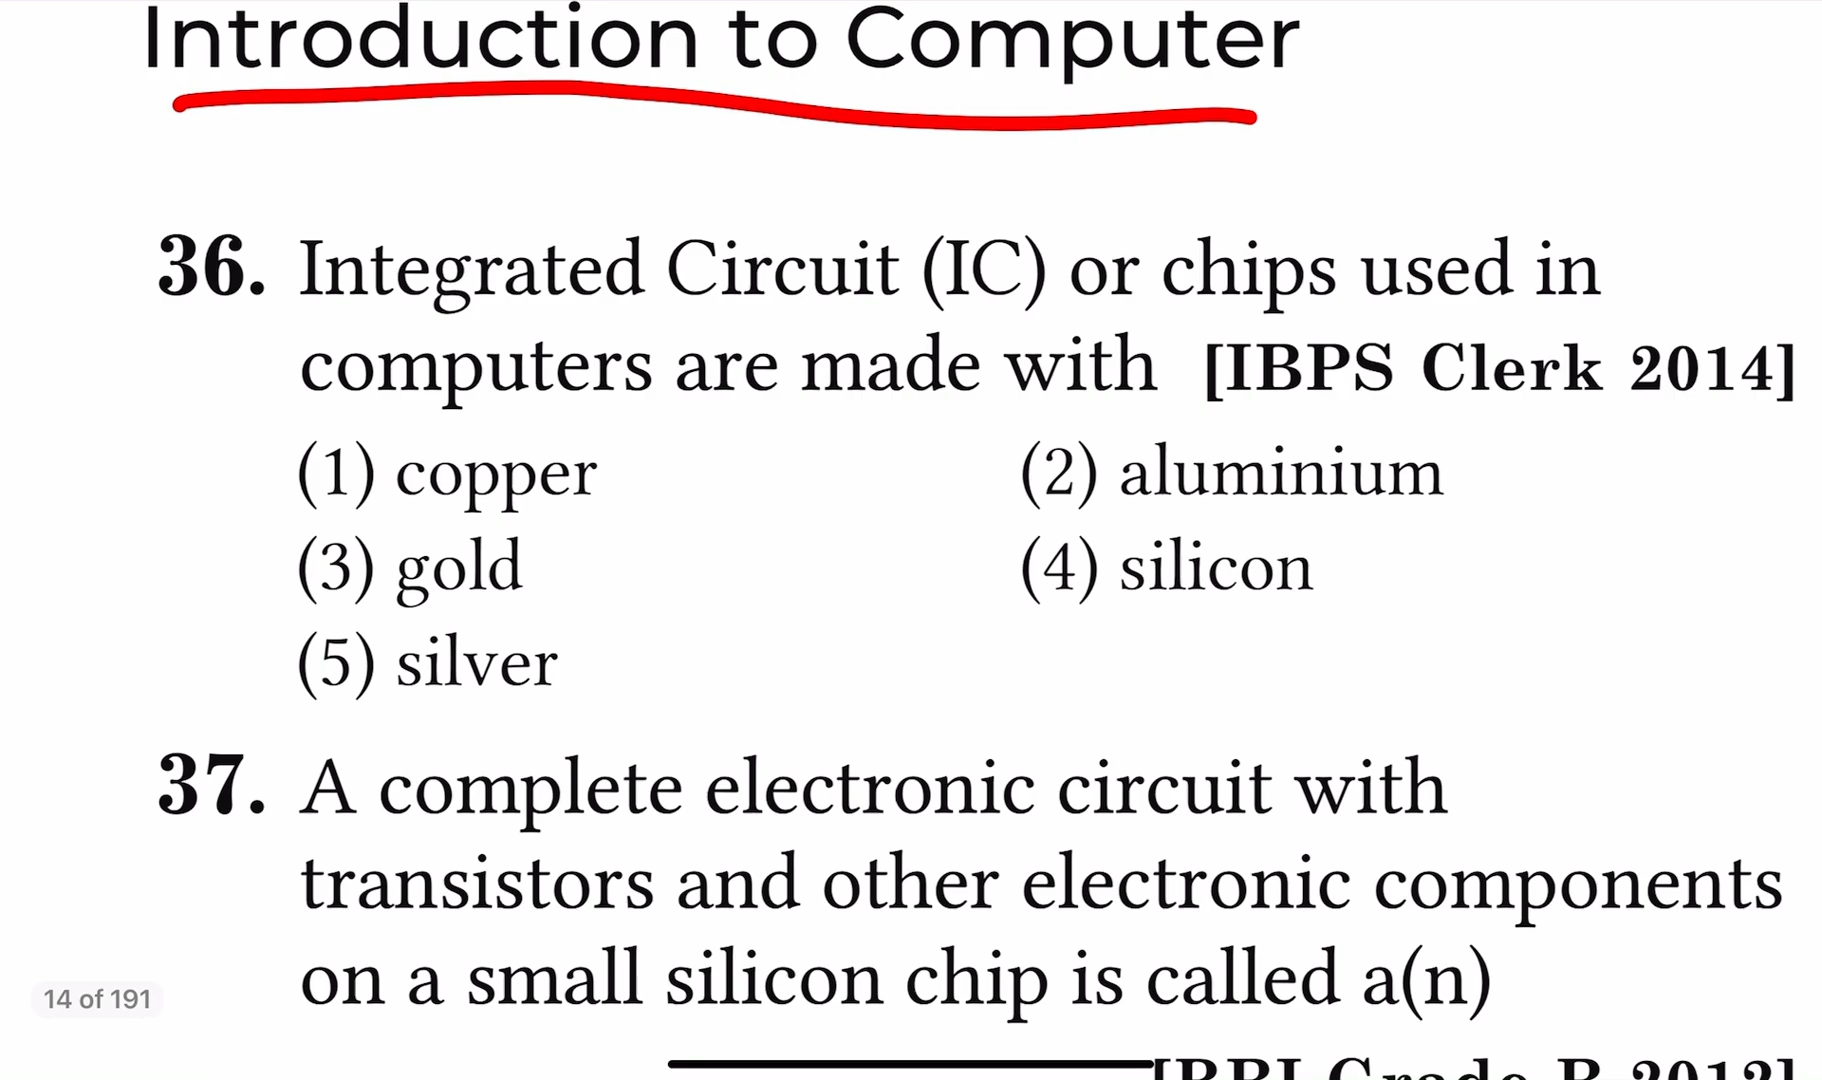 Introduction to Computer
36. Integrated Circuit (IC) or chips used in
computers are made with [IBPS Clerk 2014]
(1) copper (2) aluminium
(3) gold (4) silicon
(5) silver
37. A complete electronic circuit with
transistors and other electronic components
on a small silicon chip is called a(n)
14 of 191